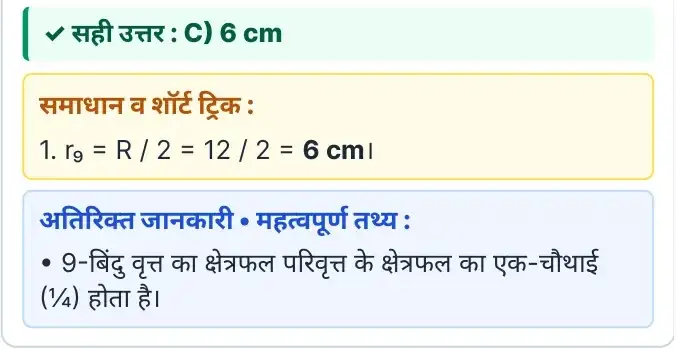 ✓ सही उत्तर : C) 6 cm
समाधान व शॉर्ट ट्रिक :
1. r₉ = R / 2 = 12 / 2 = 6 cm।
अतिरिक्त जानकारी • महत्वपूर्ण तथ्य :
• 9-बिंदु वृत्त का क्षेत्रफल परिवृत्त के क्षेत्रफल का एक-चौथाई
(¼) होता है।